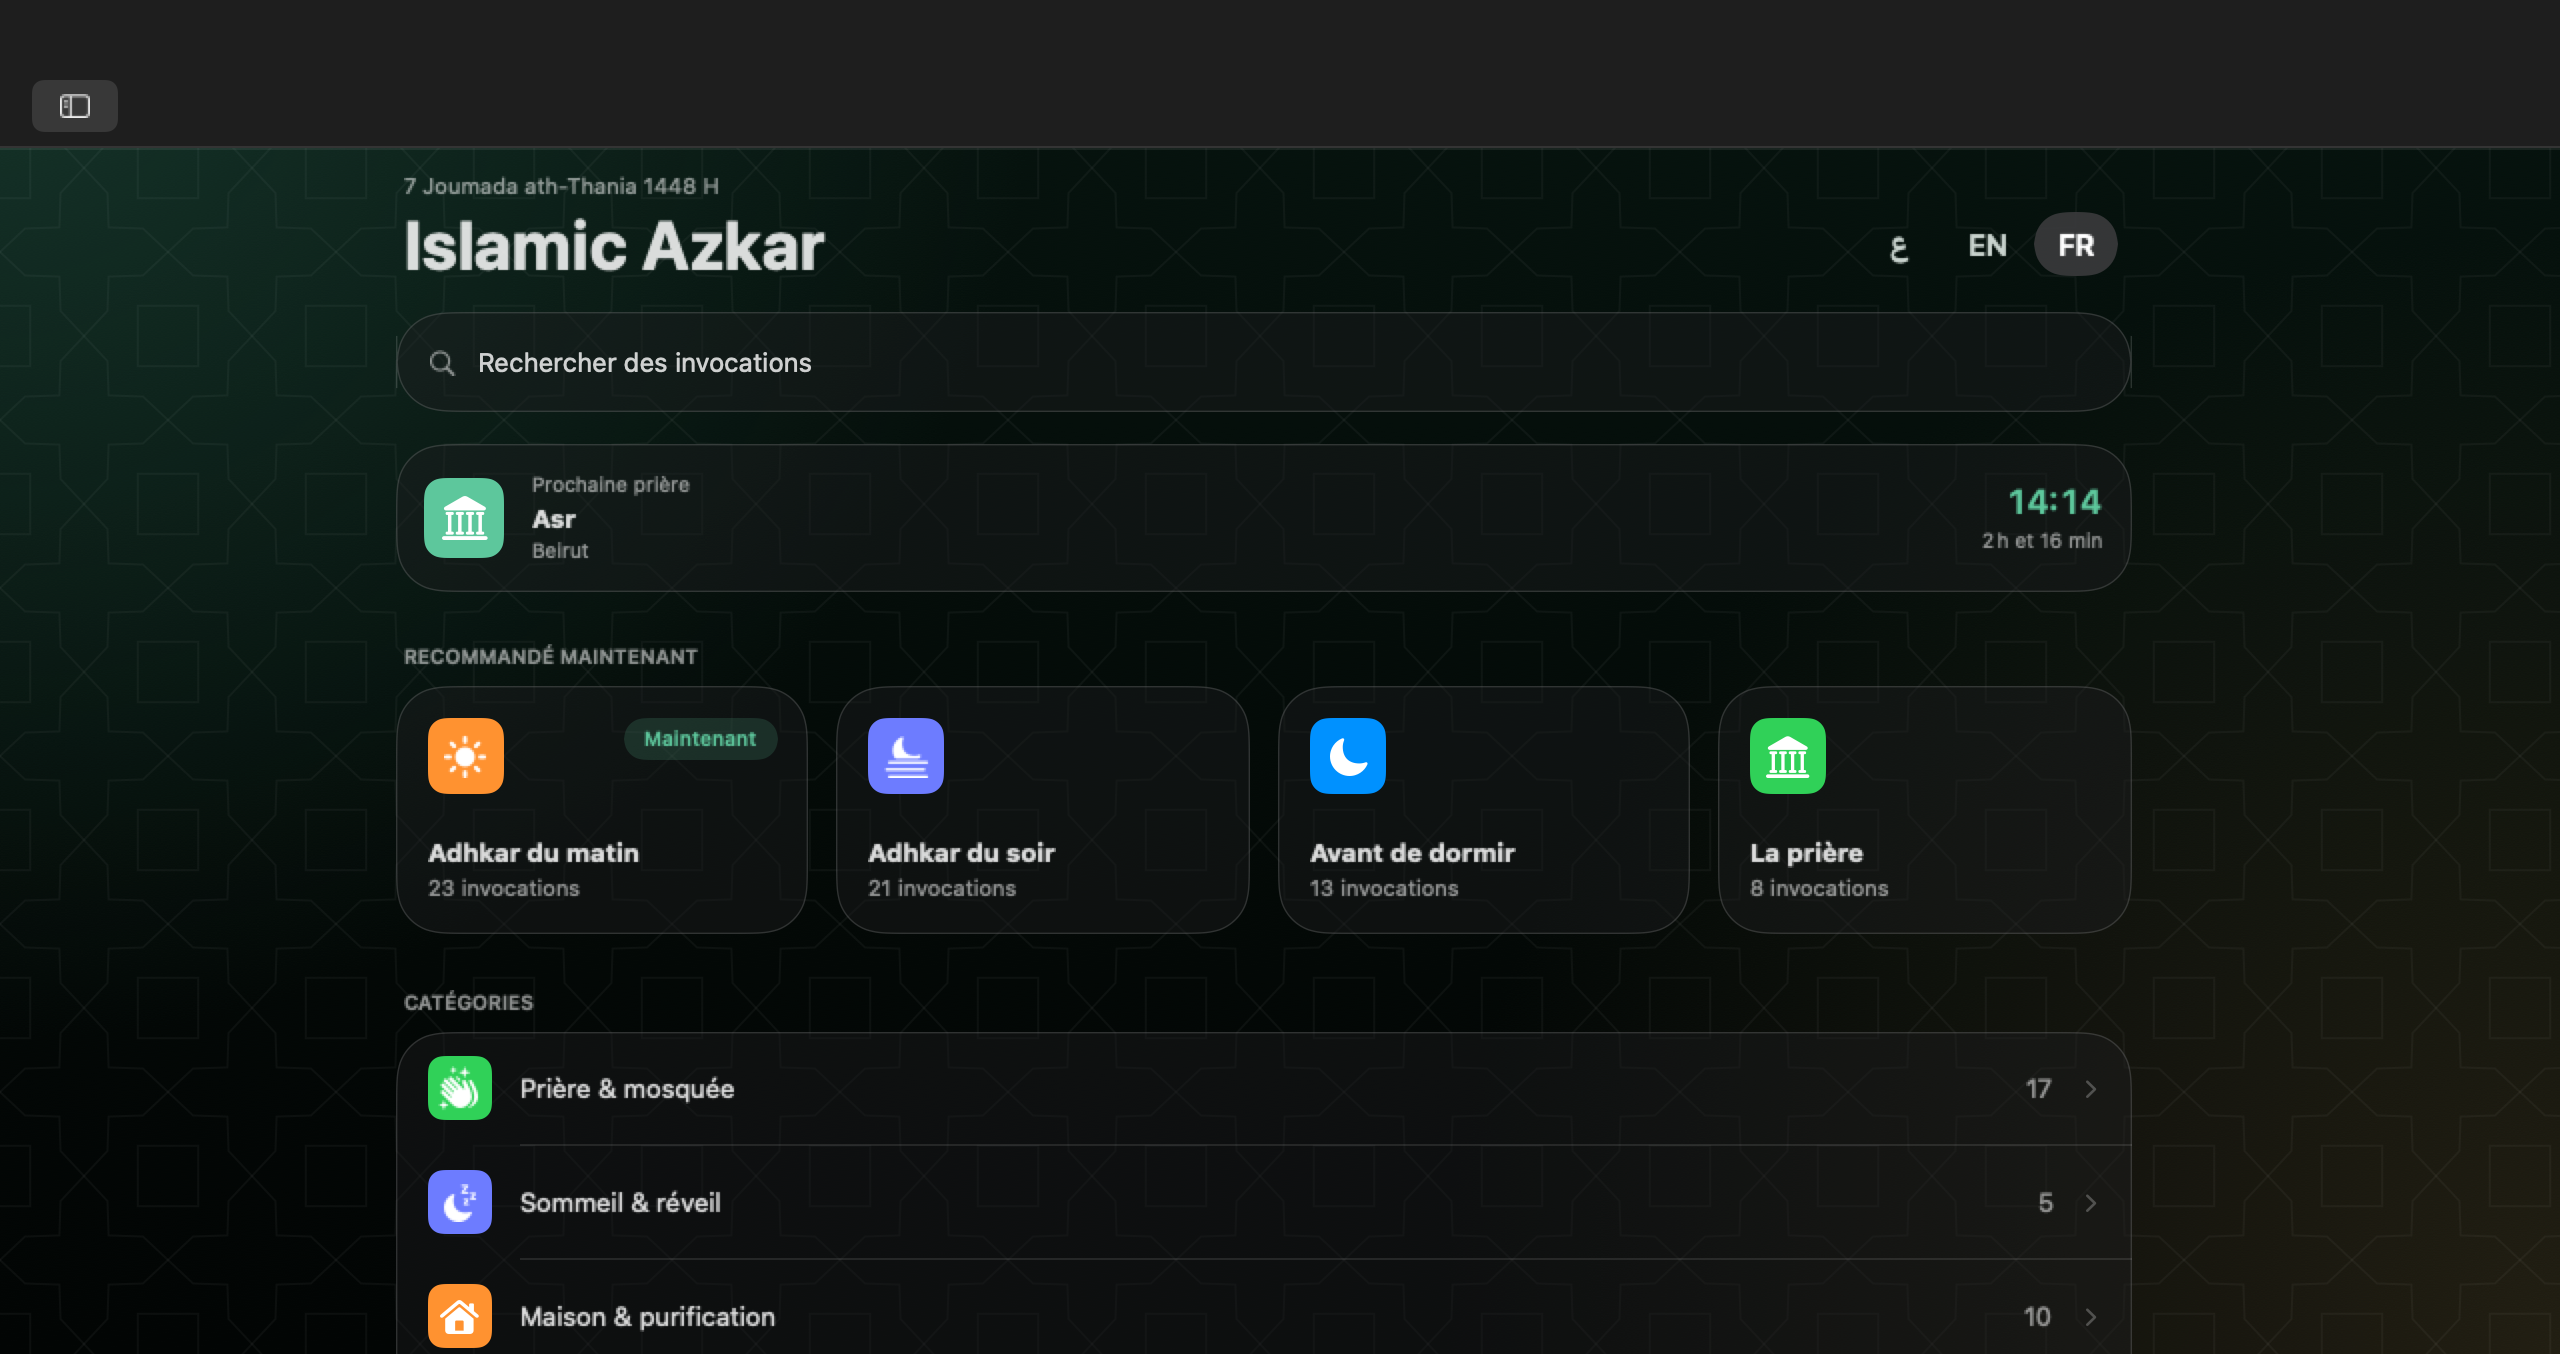 7 Joumada ath-Thania 1448 H
Islamic Azkar
ع EN FR
Rechercher des invocations
Prochaine prière
Asr
Beirut
14:14
2 h et 16 min
RECOMMANDÉ MAINTENANT
Maintenant
Adhkar du matin
23 invocations
Adhkar du soir
21 invocations
Avant de dormir
13 invocations
La prière
8 invocations
CATÉGORIES
Prière & mosquée 17
Sommeil & réveil 5
Maison & purification 10